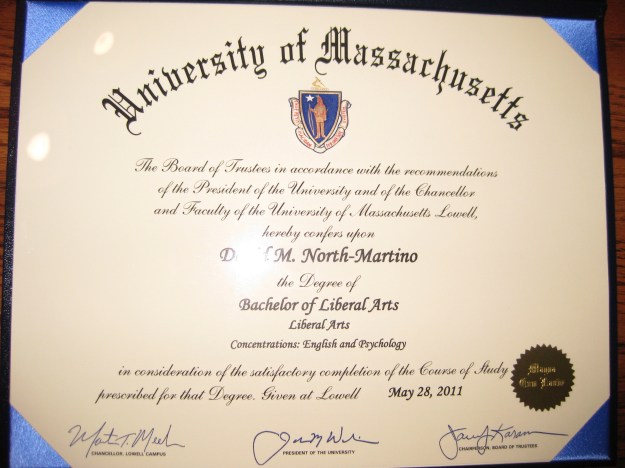 University of Massachusetts
The Board of Trustees in accordance with the recommendations
of the President of the University and of the Chancellor
and Faculty of the University of Massachusetts Lowell,
hereby confers upon
M. North-Martino
the Degree of
Bachelor of Liberal Arts
Liberal Arts
Concentrations: English and Psychology
in consideration of the satisfactory completion of the Course of Study
prescribed for that Degree. Given at Lowell May 28, 2011
Magna
Cum Laude
CHANCELLOR, LOWELL CAMPUS
PRESIDENT OF THE UNIVERSITY
CHAIRPERSON, BOARD OF TRUSTEES